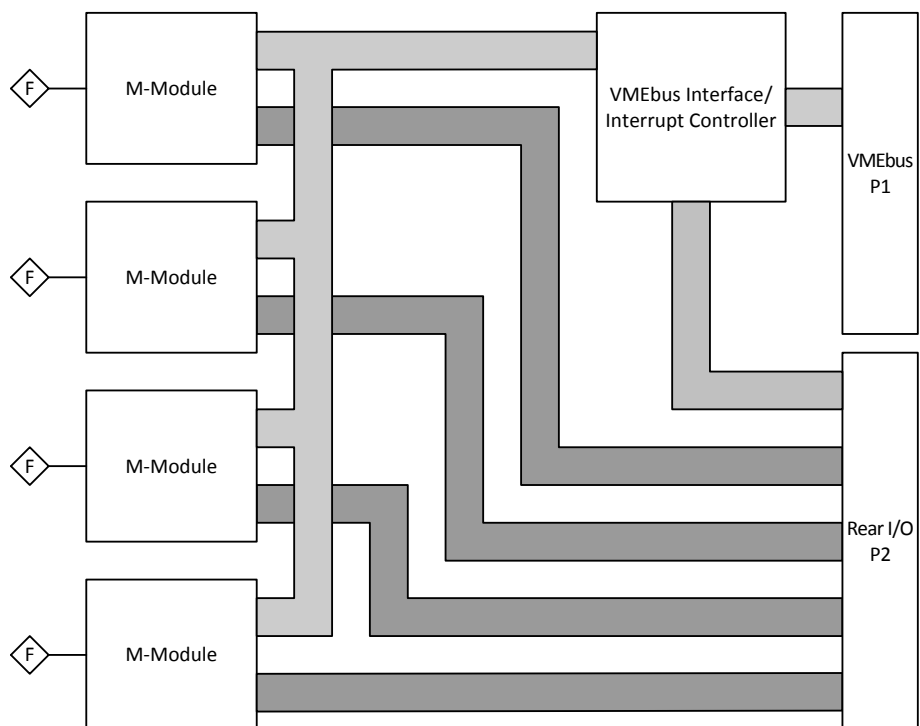 F
M-Module
VMEbus Interface/
Interrupt Controller
VMEbus
P1
F
M-Module
F
M-Module
Rear I/O
P2
F
M-Module